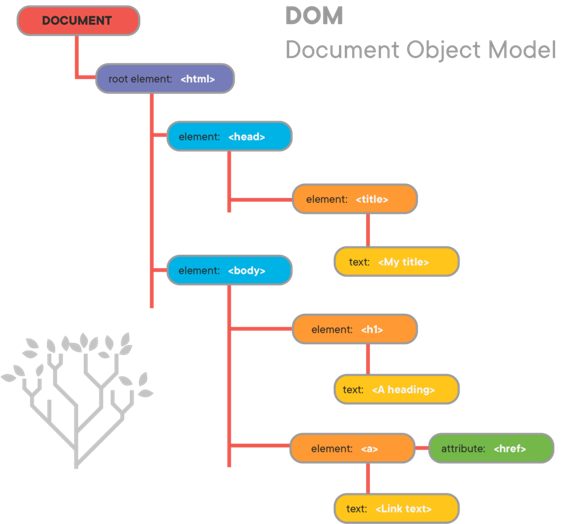 DOM
Document Object Model
DOCUMENT
root element: <html>
element: <head>
element: <title>
text: <My title>
element: <body>
element: <h1>
text: <A heading>
element: <a>
attribute: <href>
text: <Link text>